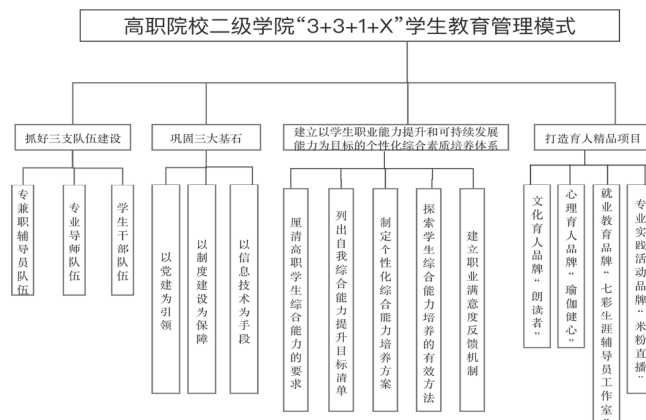 高职院校二级学院“3+3+1+X”学生教育管理模式
抓好三支队伍建设
巩固三大基石
建立以学生职业能力提升和可持续发展
能力为目标的个性化综合素质培养体系
打造育人精品项目
专兼职辅导员队伍
专业导师队伍
学生干部队伍
以党建为引领
以制度建设为保障
以信息技术为手段
厘清高职学生综合能力的要求
列出自我综合能力提升目标清单
制定个性化综合能力培养方案
探索学生综合能力培养的有效方法
建立职业满意度反馈机制
文化育人品牌“朗读者”
心理育人品牌“瑜伽健心”
就业教育品牌“七彩生涯辅导员工作室”
专业实践活动品牌“米粉直播”